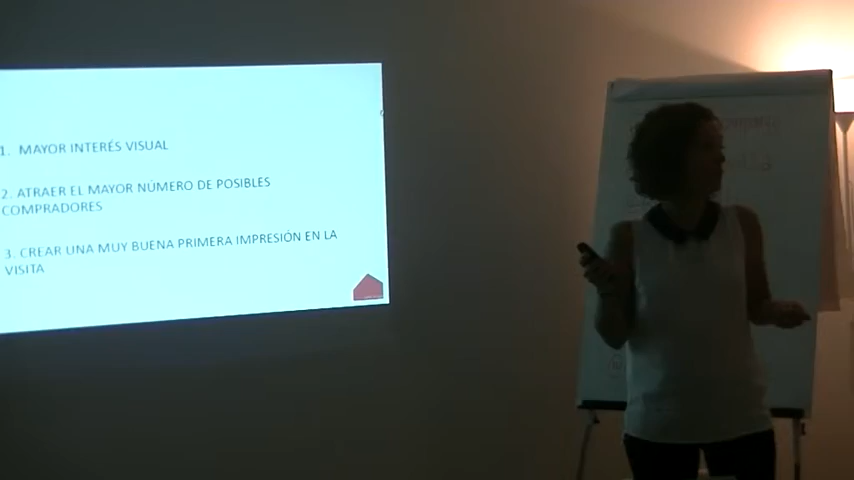 1. MAYOR INTERÉS VISUAL
2. ATRAER EL MAYOR NÚMERO DE POSIBLES
COMPRADORES
3. CREAR UNA MUY BUENA PRIMERA IMPRESIÓN EN LA
VISITA